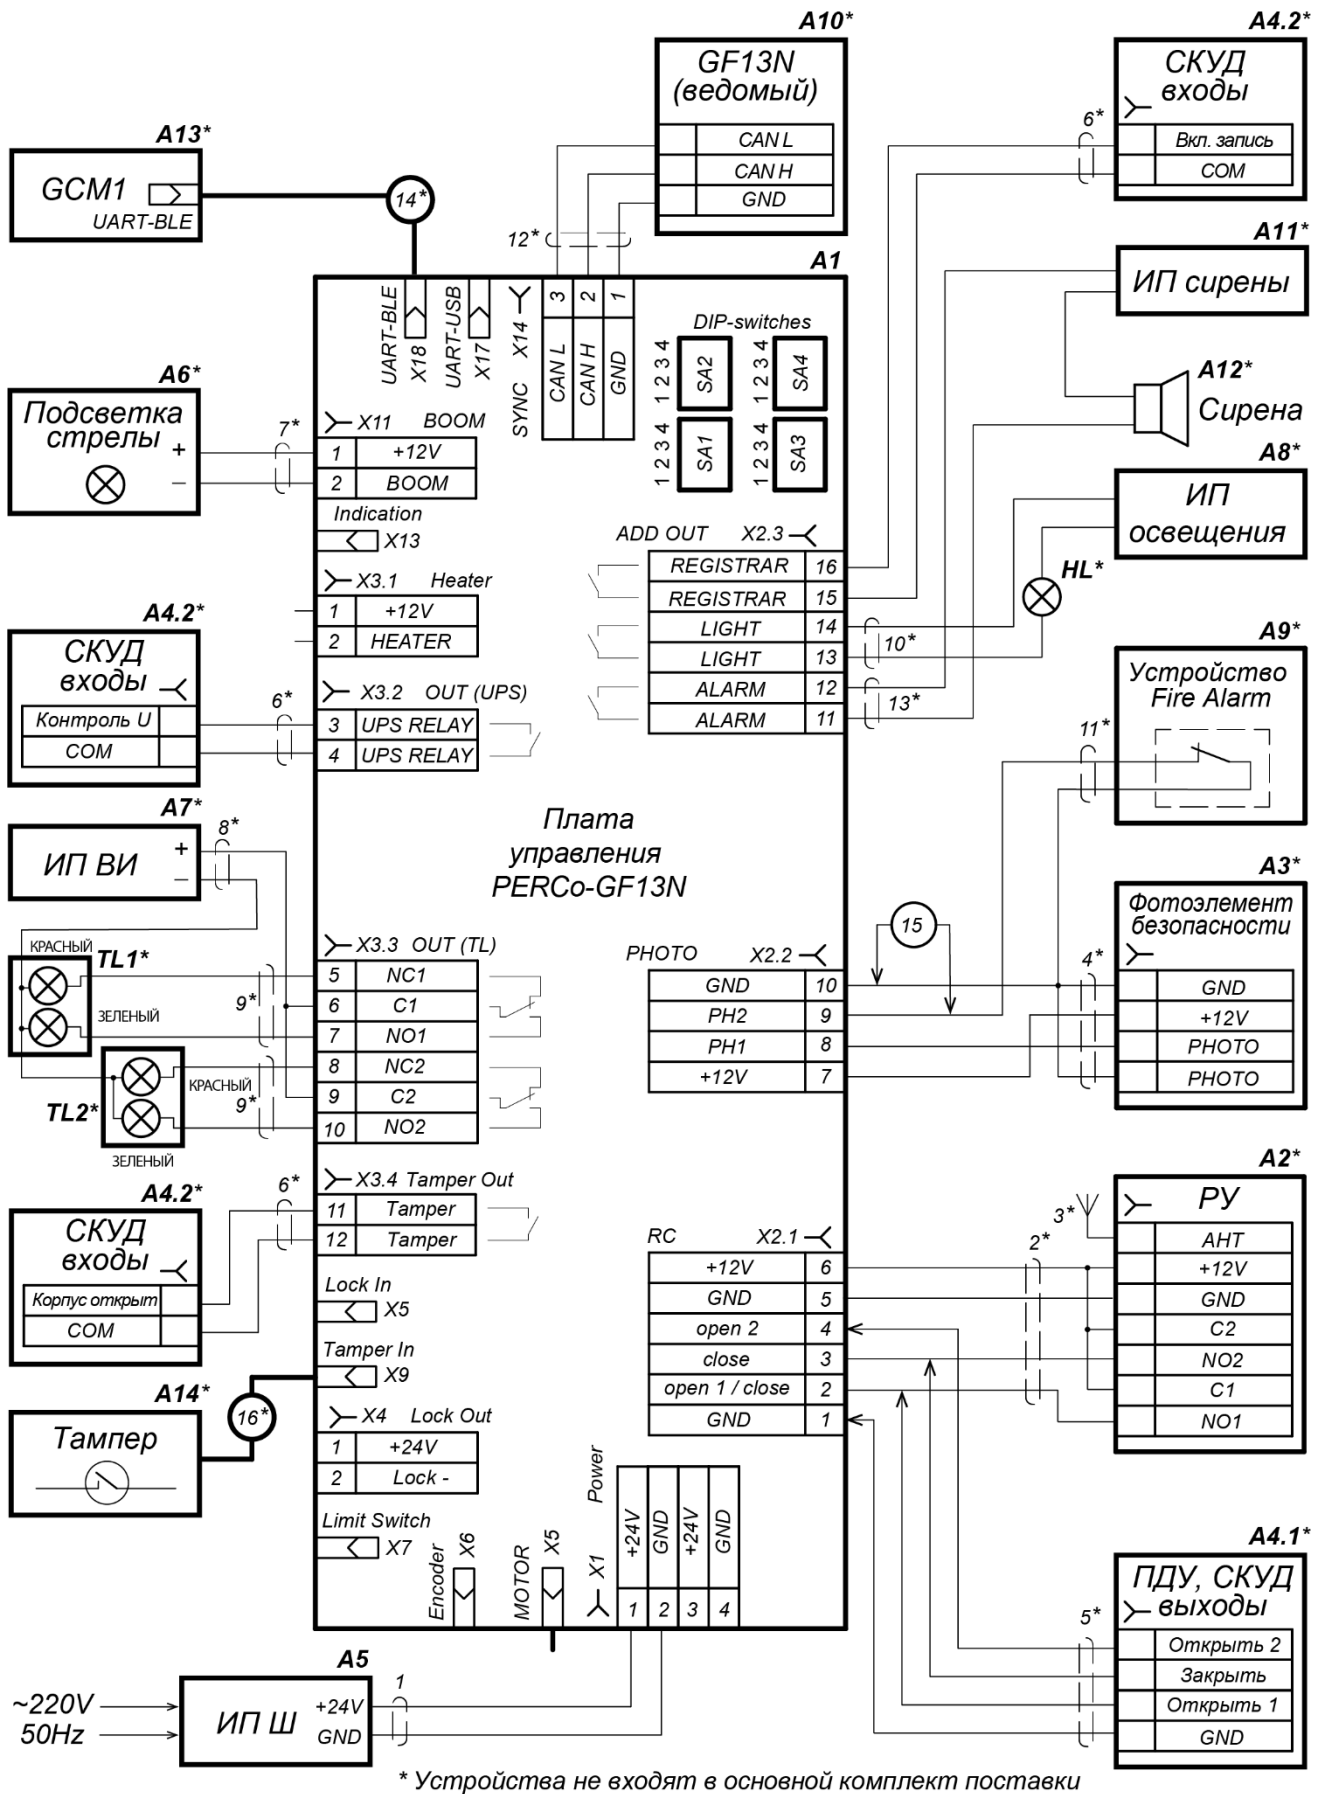 A10*
GF13N
(ведомый)
CAN L
CAN H
GND
A4.2*
СКУД
входы
6*
Вкл. запись
COM
A13*
GCM1
UART-BLE
14*
12*
A11*
ИП сирены
A1
UART-BLE
X18
UART-USB
X17
SYNC X14
3 2 1
CAN L
CAN H
GND
DIP-switches
1 2 3 4
SA2
1 2 3 4
SA4
1 2 3 4
SA1
1 2 3 4
SA3
A12*
Сирена
A6*
Подсветка
стрелы
+
–
7*
X11 BOOM
1 +12V
2 BOOM
Indication
X13
A8*
ИП
освещения
HL*
ADD OUT X2.3
REGISTRAR 16
REGISTRAR 15
LIGHT 14
LIGHT 13
ALARM 12
ALARM 11
10*
13*
X3.1 Heater
1 +12V
2 HEATER
A4.2*
СКУД
входы
Контроль U
COM
6*
X3.2 OUT (UPS)
3 UPS RELAY
4 UPS RELAY
A9*
Устройство
Fire Alarm
11*
A7*
ИП ВИ
+
–
8*
Плата
управления
PERCo-GF13N
A3*
Фотоэлемент
безопасности
4*
GND
+12V
PHOTO
PHOTO
15
PHOTO X2.2
GND 10
PH2 9
PH1 8
+12V 7
КРАСНЫЙ
TL1*
ЗЕЛЕНЫЙ
9*
X3.3 OUT (TL)
5 NC1
6 C1
7 NO1
8 NC2
9 C2
10 NO2
КРАСНЫЙ
TL2*
9*
ЗЕЛЕНЫЙ
A4.2*
СКУД
входы
Корпус открыт
COM
6*
X3.4 Tamper Out
11 Tamper
12 Tamper
A2*
РУ
3*
2*
АНТ
+12V
GND
C2
NO2
C1
NO1
RC X2.1
+12V 6
GND 5
open 2 4
close 3
open 1 / close 2
GND 1
Lock In
X5
Tamper In
X9
A14*
Тампер
16*
X4 Lock Out
1 +24V
2 Lock -
Limit Switch
X7
Encoder
X6
MOTOR
X5
Power
X1
+24V
GND
+24V
GND
1 2 3 4
A4.1*
ПДУ, СКУД
выходы
5*
Открыть 2
Закрыть
Открыть 1
GND
A5
~220V
50Hz
ИП Ш
+24V
GND
1
* Устройства не входят в основной комплект поставки